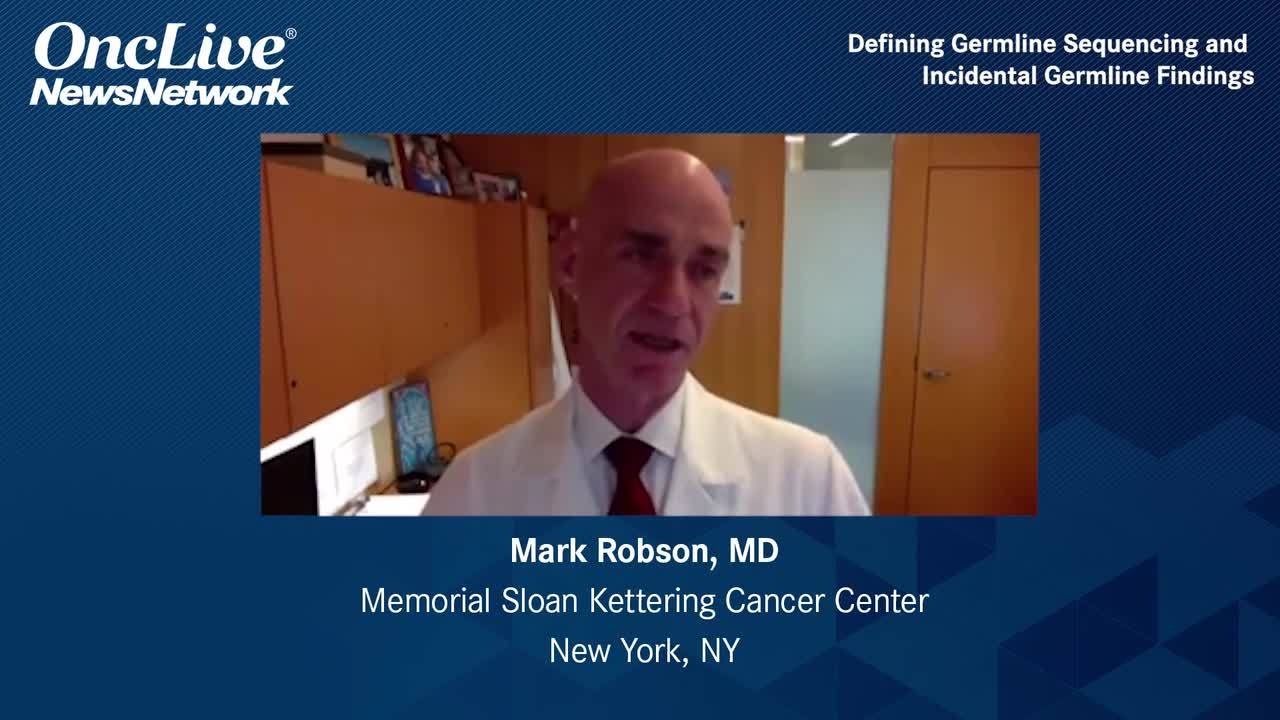 OncLive®
NewsNetwork
Defining Germline Sequencing and
Incidental Germline Findings
Mark Robson, MD
Memorial Sloan Kettering Cancer Center
New York, NY